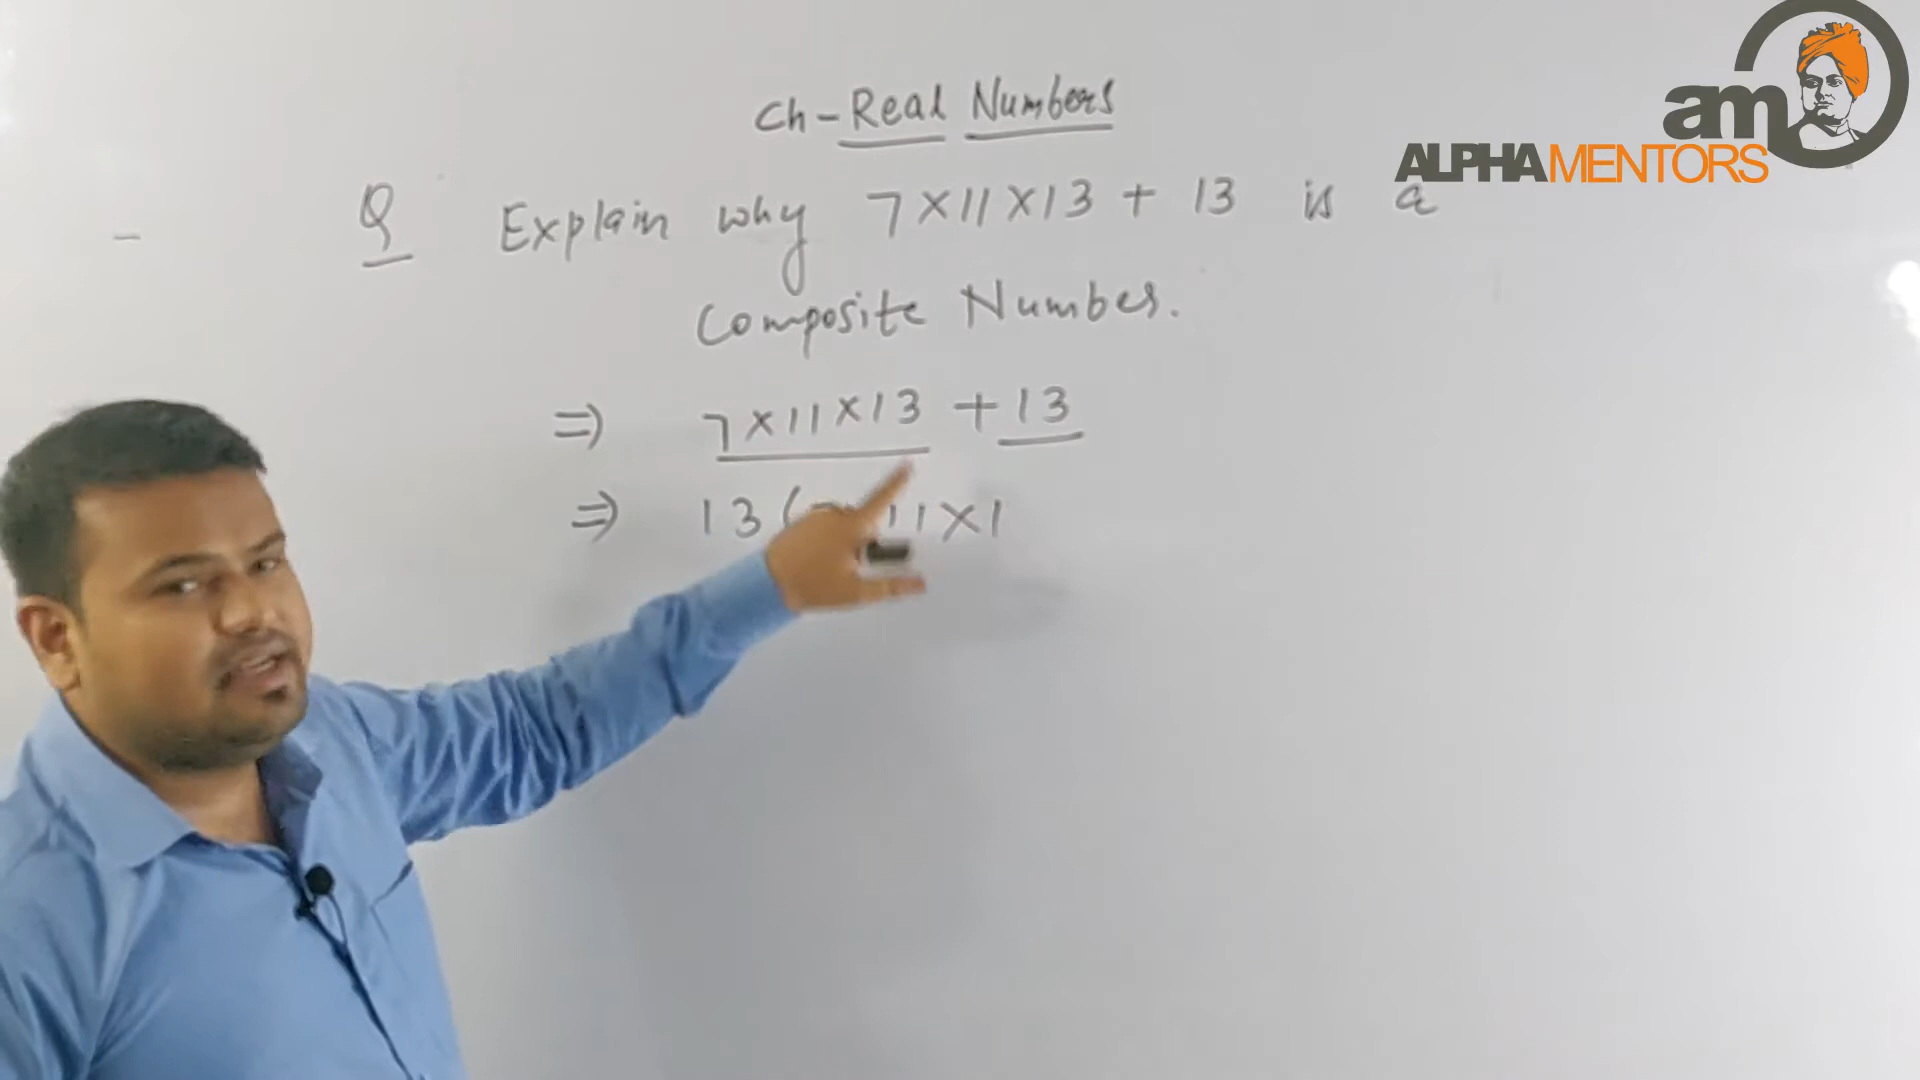 am
ALPHAMENTORS
Ch-Real Numbers
Q Explain why 7×11×13 + 13 is a
Composite Number.
⇒ 7×11×13 + 13
⇒ 13( 11×1